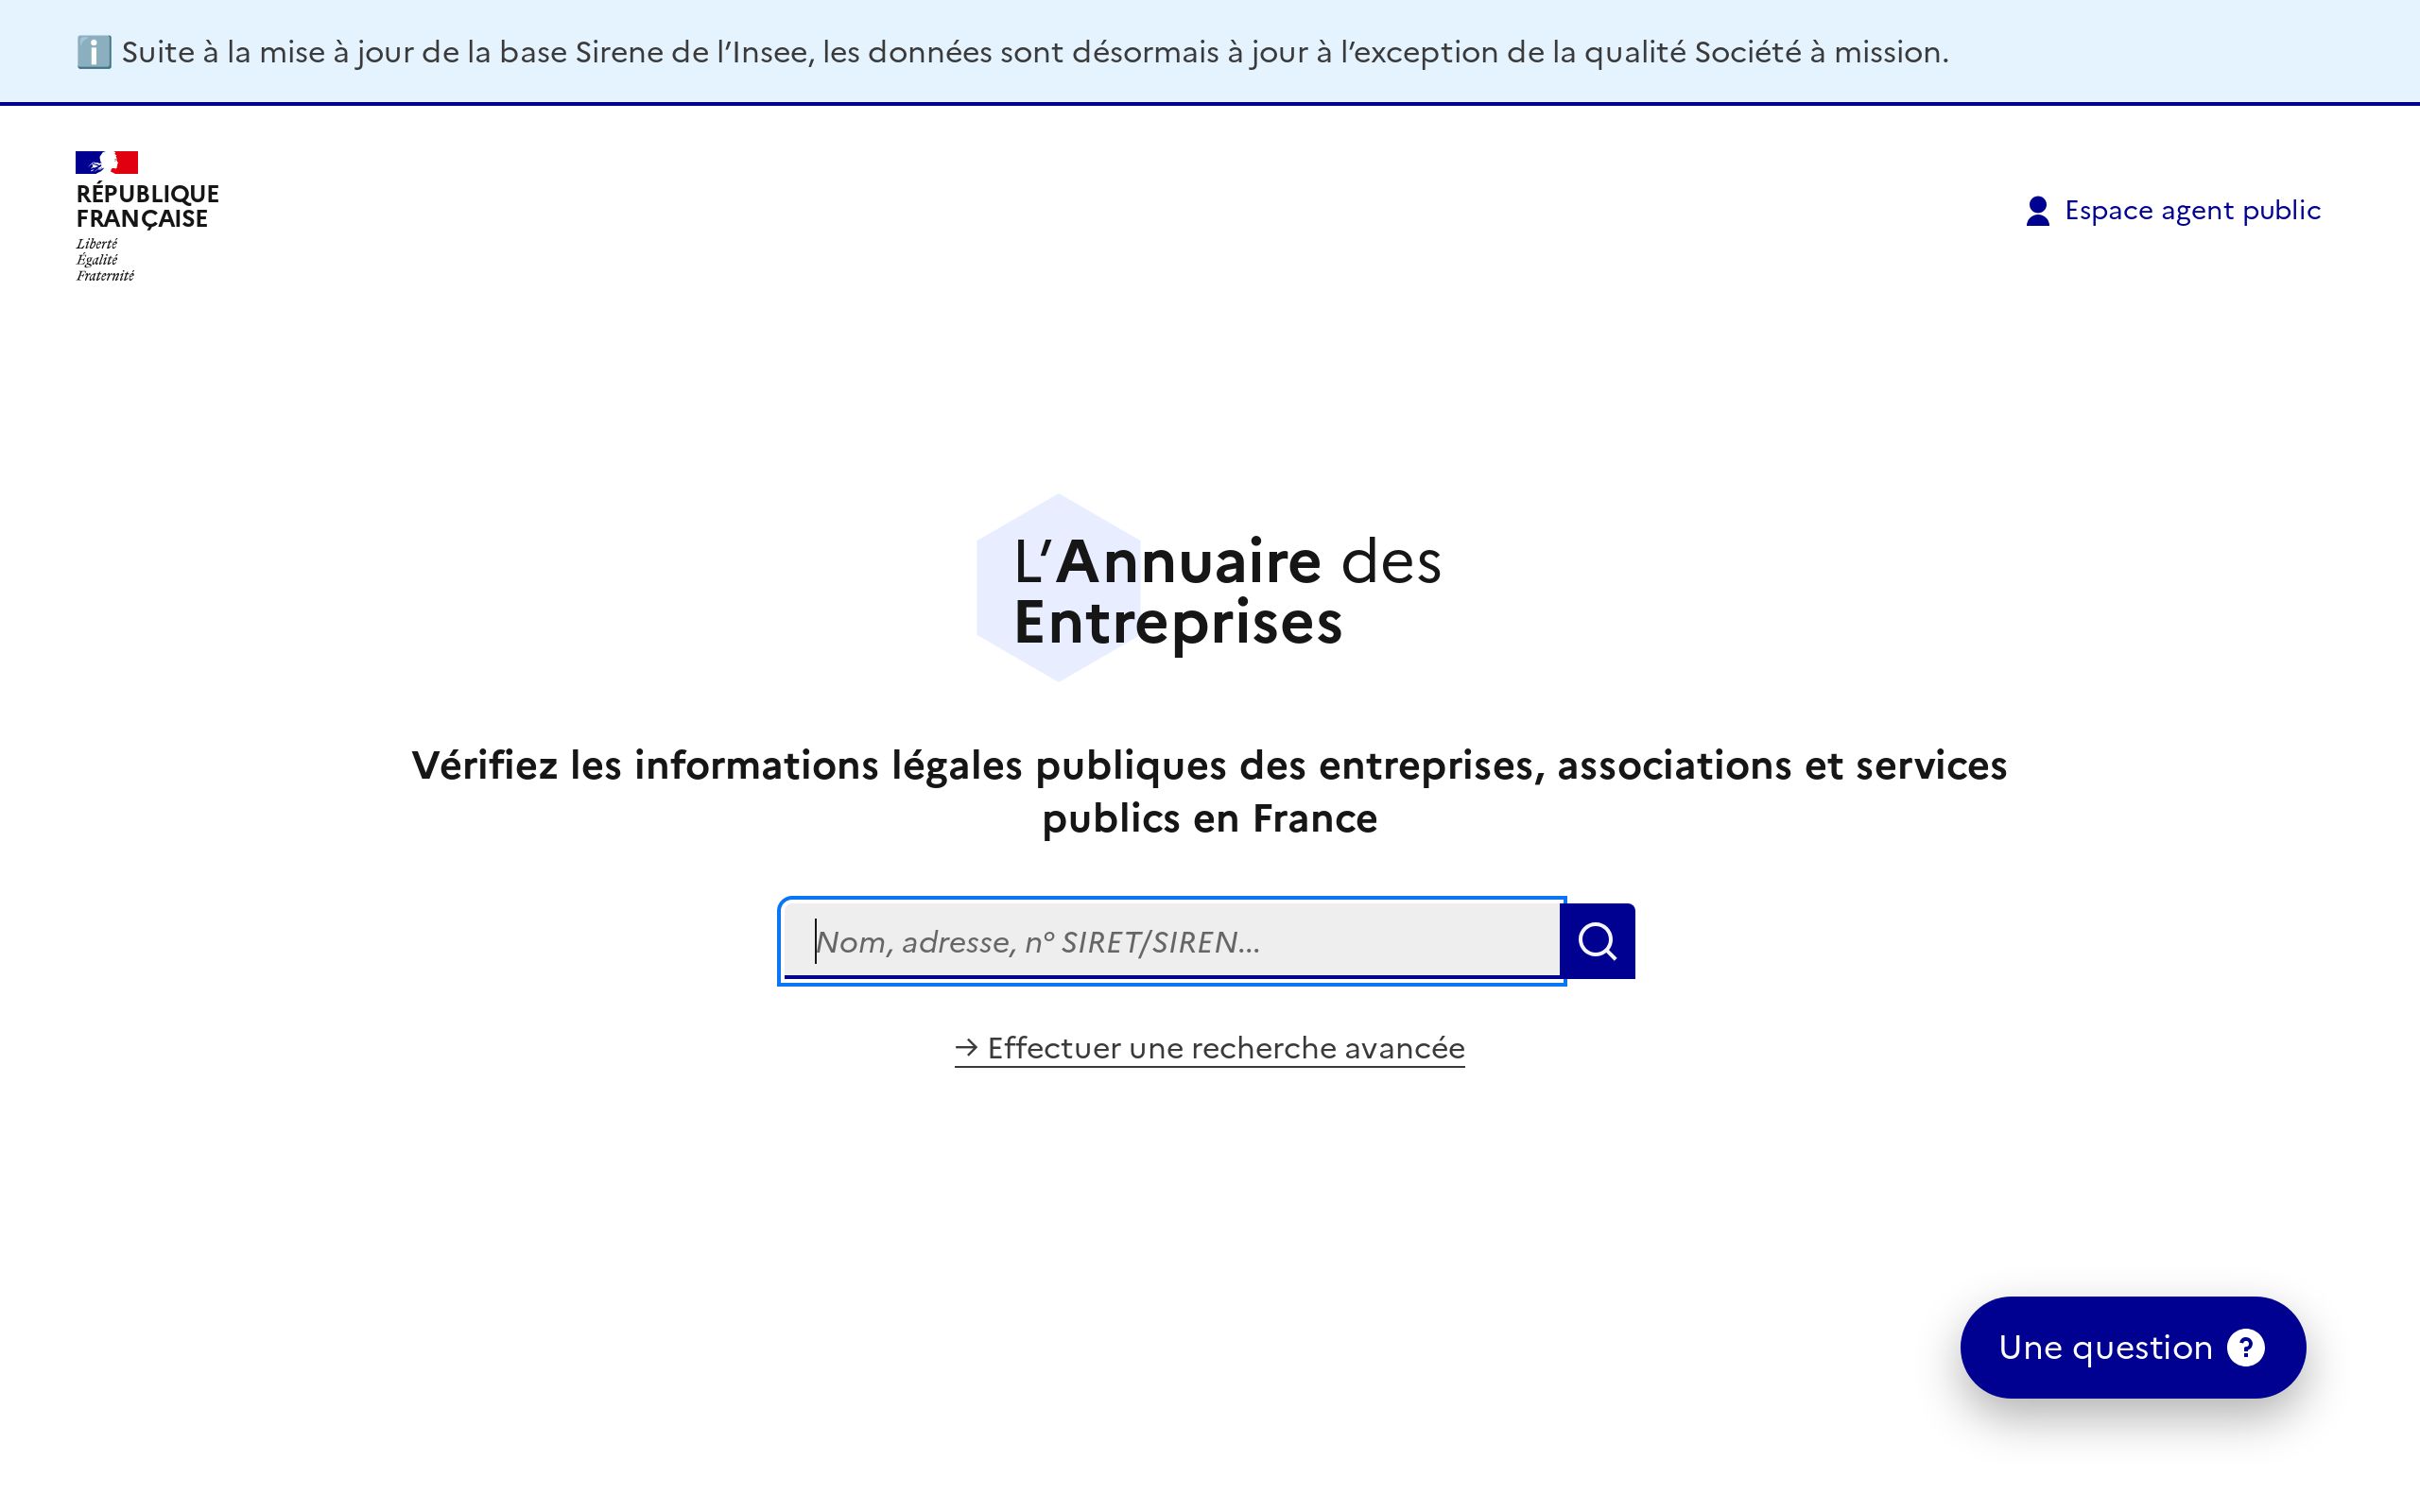 ℹ️ Suite à la mise à jour de la base Sirene de l’Insee, les données sont désormais à jour à l’exception de la qualité Société à mission.
RÉPUBLIQUE
FRANÇAISE
Liberté
Égalité
Fraternité
Espace agent public
L’Annuaire des
Entreprises
Vérifiez les informations légales publiques des entreprises, associations et services
publics en France
Nom, adresse, n° SIRET/SIREN...
→ Effectuer une recherche avancée
Une question ?